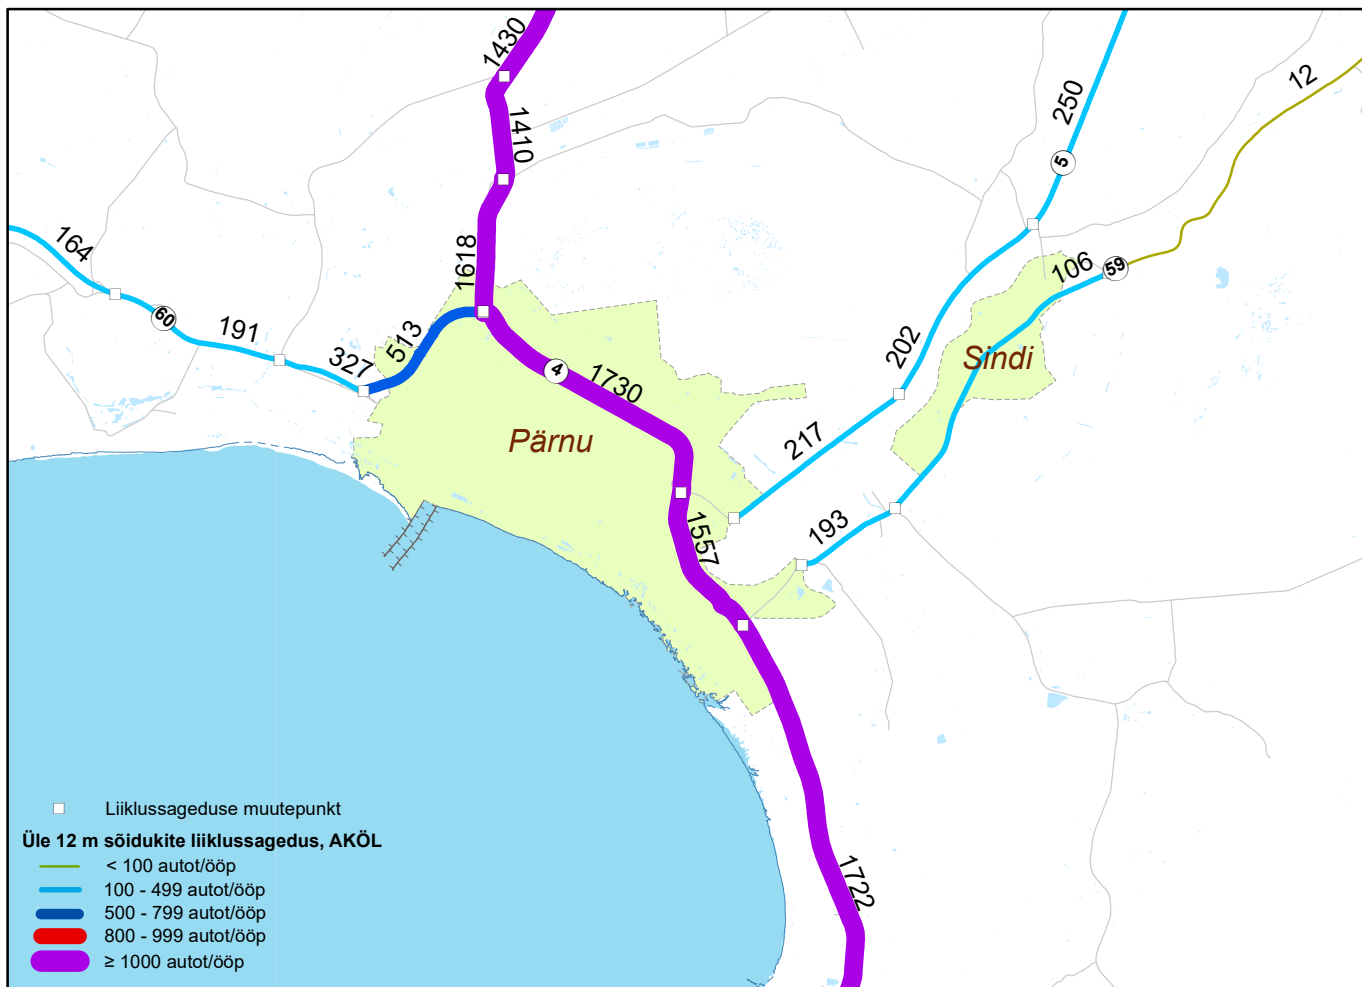 1430
12
250
1410
5
164
1618
106
59
60
191
513
327
202
Sindi
4
1730
Pärnu
217
193
1557
1722
Liiklussageduse muutepunkt
Üle 12 m sõidukite liiklussagedus, AKÖL
< 100 autot/ööp
100 - 499 autot/ööp
500 - 799 autot/ööp
800 - 999 autot/ööp
≥ 1000 autot/ööp